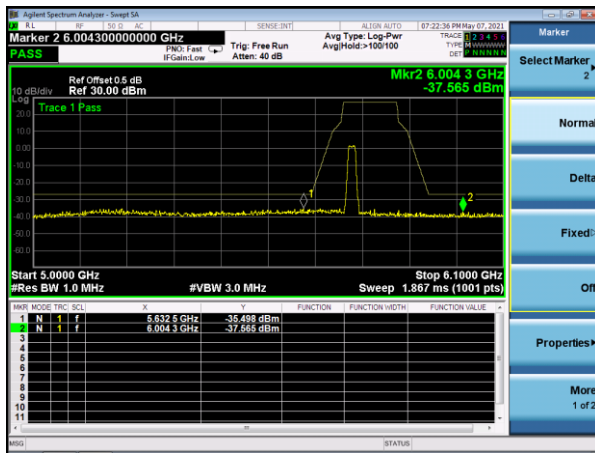 Agilent Spectrum Analyzer - Swept SA
RL RF 50 Ω AC SENSE:INT ALIGN AUTO 07:22:36 PM May 07, 2021
Marker 2 6.004300000000 GHz
PNO: Fast Trig: Free Run Avg Type: Log-Pwr TRACE 1 2 3 4 5 6
PASS IFGain:Low Atten: 40 dB Avg|Hold:>100/100 TYPE M WWWWW
DET P N N N N N
Mkr2 6.004 3 GHz
-37.565 dBm
Ref Offset 0.5 dB
10 dB/div Ref 30.00 dBm
Log
Trace 1 Pass
20.0
10.0
0.00
-10.0
-20.0
-30.0
-40.0
-50.0
-60.0
1
2
Start 5.0000 GHz Stop 6.1000 GHz
#Res BW 1.0 MHz #VBW 3.0 MHz Sweep 1.867 ms (1001 pts)
MKR MODE TRC SCL X Y FUNCTION FUNCTION WIDTH FUNCTION VALUE
1 N 1 f 5.632 5 GHz -35.498 dBm
2 N 1 f 6.004 3 GHz -37.565 dBm
3
4
5
6
7
8
9
10
11
MSG STATUS
Marker
Select Marker
2
Normal
Delta
Fixed
Off
Properties
More
1 of 2